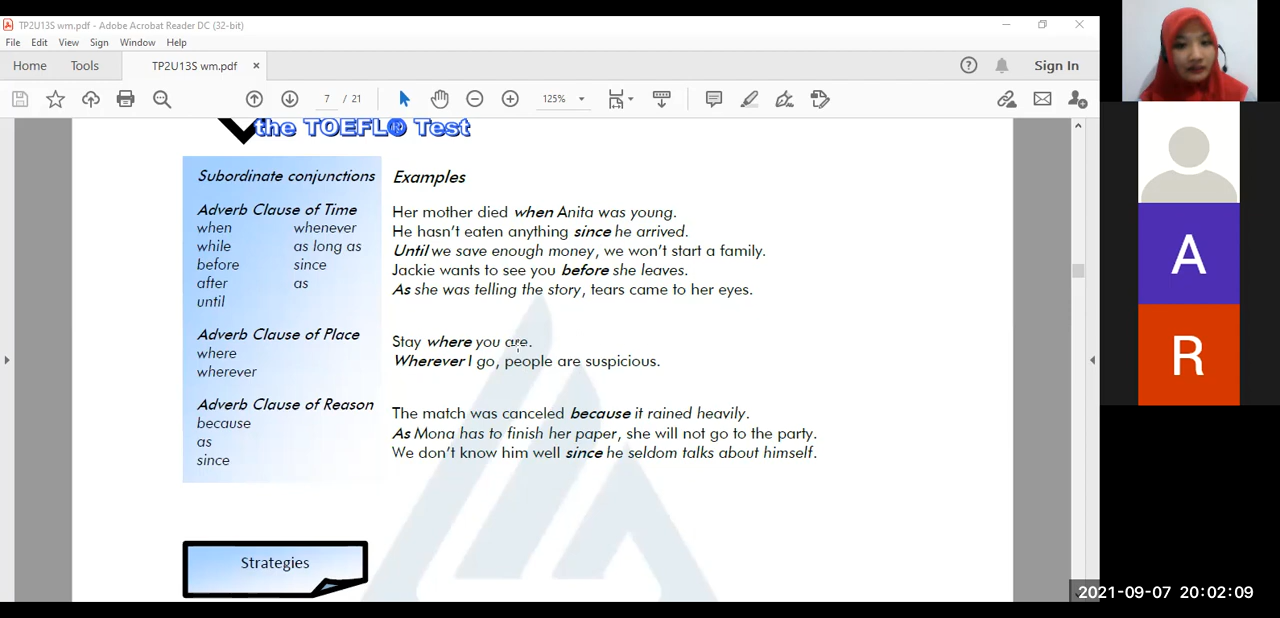 TP2U13S wm.pdf - Adobe Acrobat Reader DC (32-bit)
File Edit View Sign Window Help
Home Tools TP2U13S wm.pdf × Sign In
7 / 21 125%
the TOEFL® Test
Subordinate conjunctions Examples
Adverb Clause of Time Her mother died when Anita was young.
when whenever He hasn't eaten anything since he arrived.
while as long as Until we save enough money, we won't start a family.
before since Jackie wants to see you before she leaves.
after as As she was telling the story, tears came to her eyes.
until
Adverb Clause of Place Stay where you are.
where Wherever I go, people are suspicious.
wherever
Adverb Clause of Reason The match was canceled because it rained heavily.
because As Mona has to finish her paper, she will not go to the party.
as We don't know him well since he seldom talks about himself.
since
Strategies
A
R
2021-09-07 20:02:09